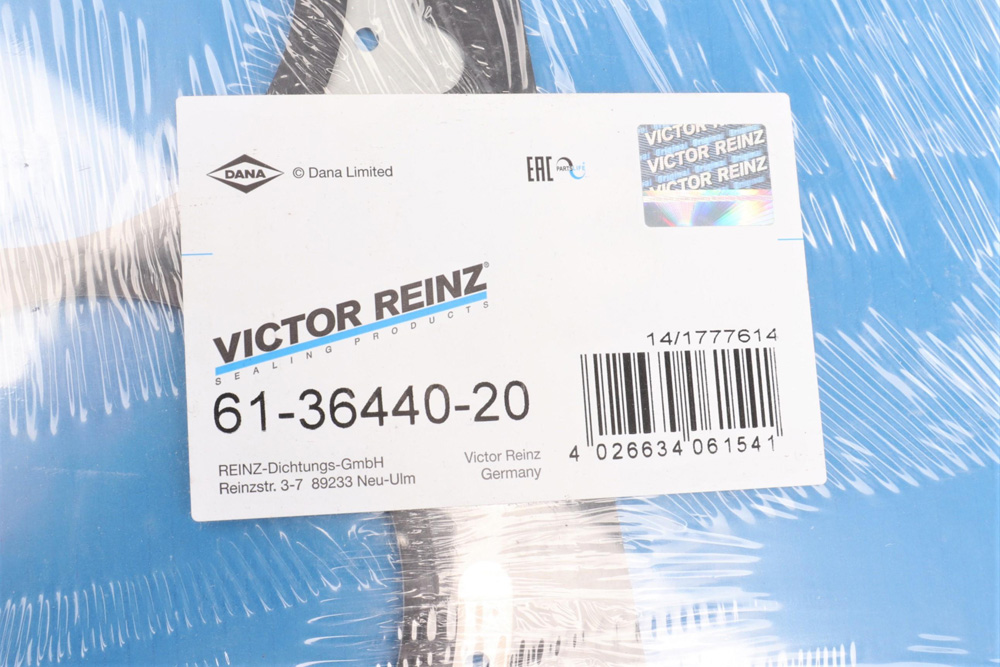 DANA
© Dana Limited
EAC
PARTSLIFE
VICTOR REINZ
VICTOR REINZ
VICTOR REINZ
VICTOR REINZ®
SEALING PRODUCTS
61-36440-20
14/1777614
4 026634 061541
REINZ-Dichtungs-GmbH
Reinzstr. 3-7 89233 Neu-Ulm
Victor Reinz
Germany